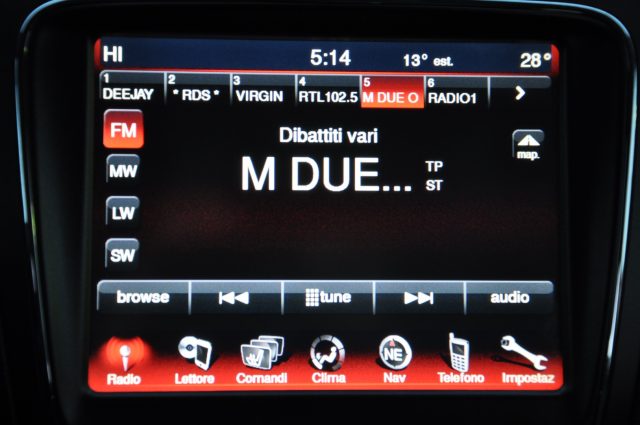 HI 5:14 13° est. 28°
1 2 3 4 5 6
DEEJAY * RDS * VIRGIN RTL102.5 M DUE O RADIO1
FM
Dibattiti vari
map.
MW
M DUE... TP
ST
LW
SW
browse tune audio
NE
Radio Lettore Comandi Clima Nav Telefono Impostaz